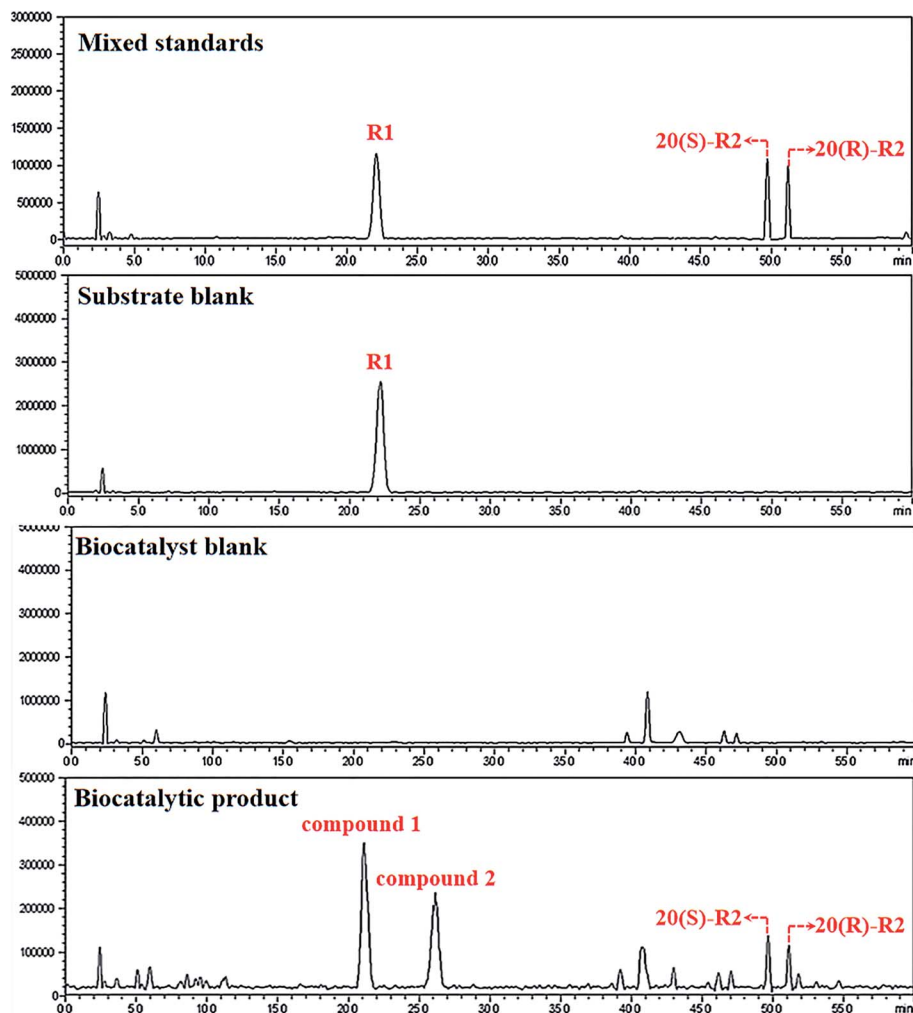 3000000
Mixed standards
2500000
2000000
1500000
R1
20(S)-R2
20(R)-R2
1000000
500000
0
0.0 5.0 10.0 15.0 22.0 25.0 30.0 35.0 40.0 45.0 50.0 55.0 min
5000000
Substrate blank
4000000
R1
3000000
2000000
1000000
0
0.0 5.0 10.0 15.0 22.0 25.0 30.0 35.0 40.0 45.0 50.0 55.0 min
5000000
Biocatalyst blank
4000000
3000000
2000000
1000000
0
0.0 5.0 10.0 15.0 20.0 25.0 30.0 35.0 40.0 45.0 50.0 55.0
500000
Biocatalytic product
400000
compound 1
300000
compound 2
20(S)-R2
20(R)-R2
200000
100000
0
0.0 5.0 10.0 15.0 20.0 25.0 30.0 35.0 40.0 45.0 50.0 55.0